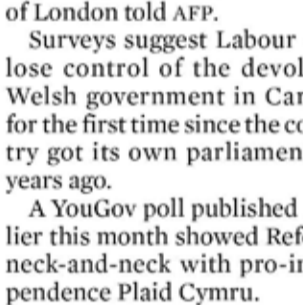 of London told AFP.
Surveys suggest Labour
lose control of the devol
Welsh government in Car
for the first time since the co
try got its own parliamen
years ago.
A YouGov poll published
lier this month showed Ref
neck-and-neck with pro-in
pendence Plaid Cymru.